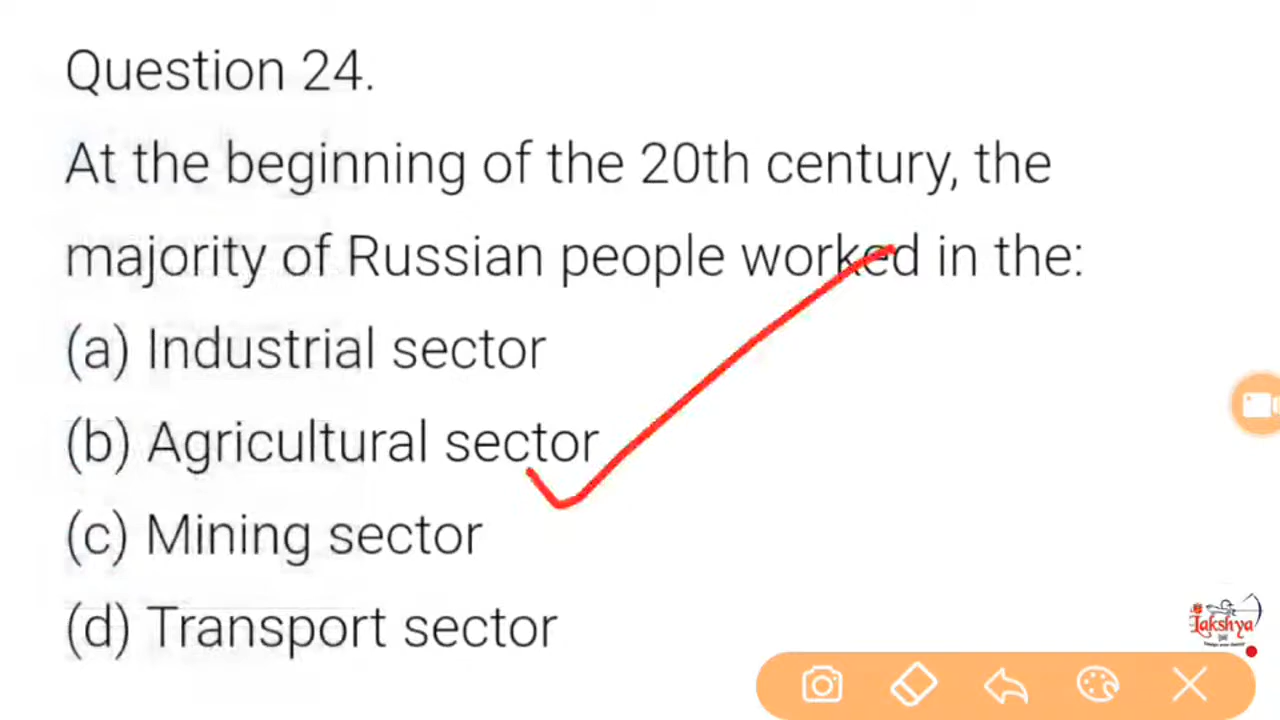 Question 24.
At the beginning of the 20th century, the
majority of Russian people worked in the:
(a) Industrial sector
(b) Agricultural sector
(c) Mining sector
(d) Transport sector
Lakshya